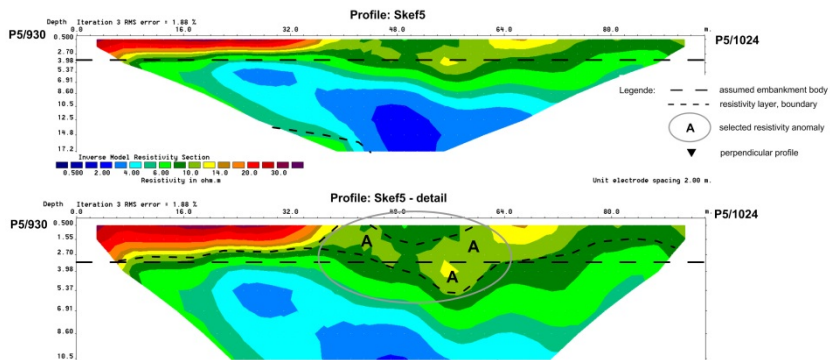 Profile: Skef5
Depth Iteration 3 RMS error = 1.88 %
P5/930
0.0 16.0 32.0 48.0 64.0 80.0 m.
P5/1024
0.500
2.70
3.98
5.37
6.91
8.60
10.5
12.5
14.8
17.2
Legende:
assumed embankment body
resistivity layer, boundary
A selected resistivity anomaly
perpendicular profile
Inverse Model Resistivity Section
0.500 2.00 4.00 6.00 10.0 14.0 20.0 30.0
Resistivity in ohm.m
Unit electrode spacing 2.00 m.
Profile: Skef5 - detail
P5/930
Depth Iteration 3 RMS error = 1.88 %
0.0 16.0 32.0 48.0 64.0 80.0 m.
P5/1024
0.500
1.55
2.70
3.98
5.37
6.91
8.60
10.5
A A
A